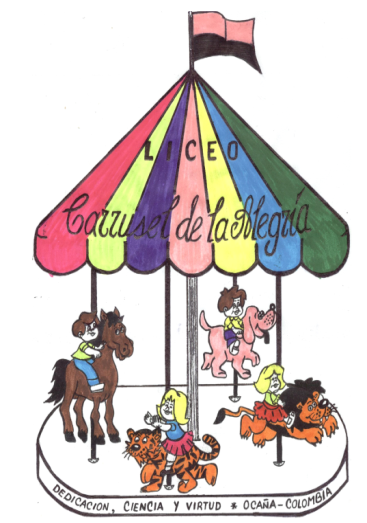 LICEO
Carrusel de la Alegría
DEDICACION, CIENCIA Y VIRTUD * OCAÑA-COLOMBIA